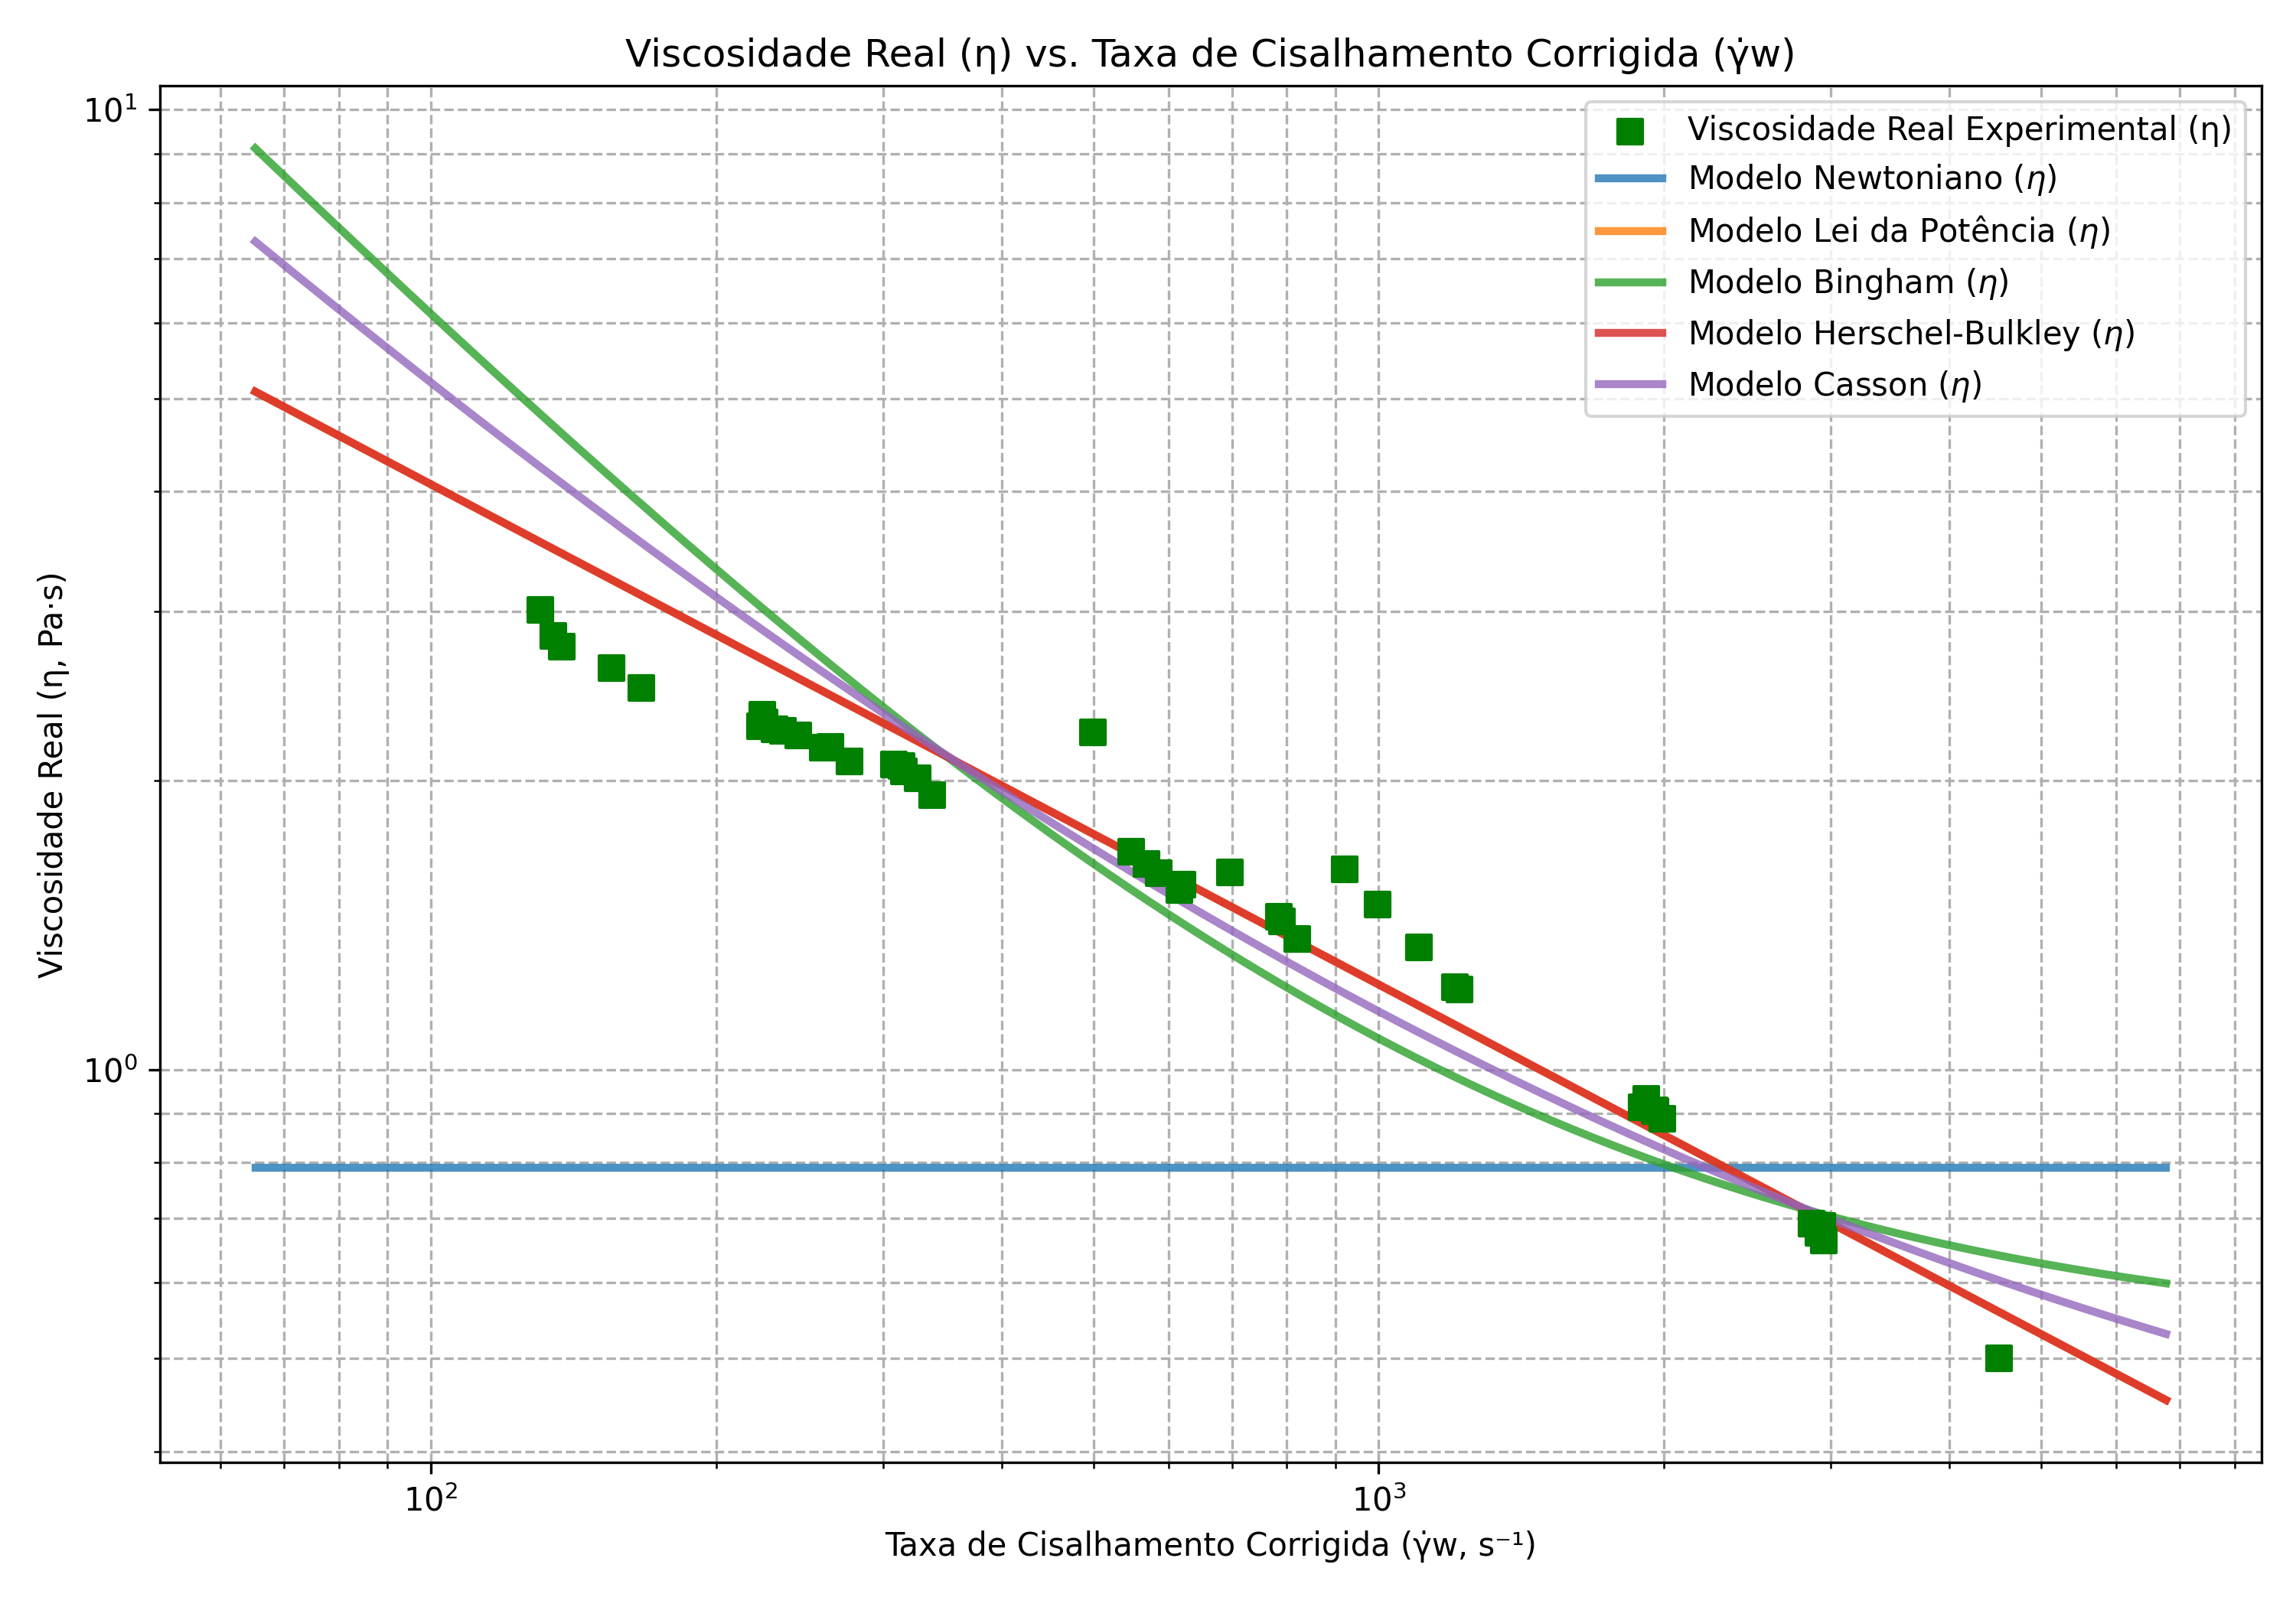 Viscosidade Real (η) vs. Taxa de Cisalhamento Corrigida (γ̇w)
Viscosidade Real Experimental (η)
Modelo Newtoniano (η)
Modelo Lei da Potência (η)
Modelo Bingham (η)
Modelo Herschel-Bulkley (η)
Modelo Casson (η)
10¹
10⁰
Viscosidade Real (η, Pa·s)
10²
10³
Taxa de Cisalhamento Corrigida (γ̇w, s⁻¹)